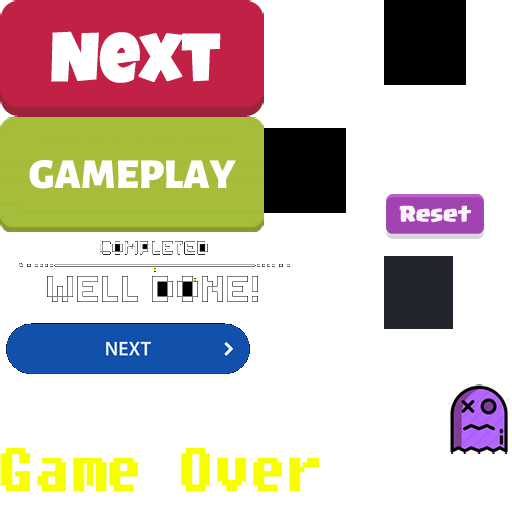 NeXT
GAMEPLAY
Reset
COMPLETED
WELL DONE!
NEXT
Game Over